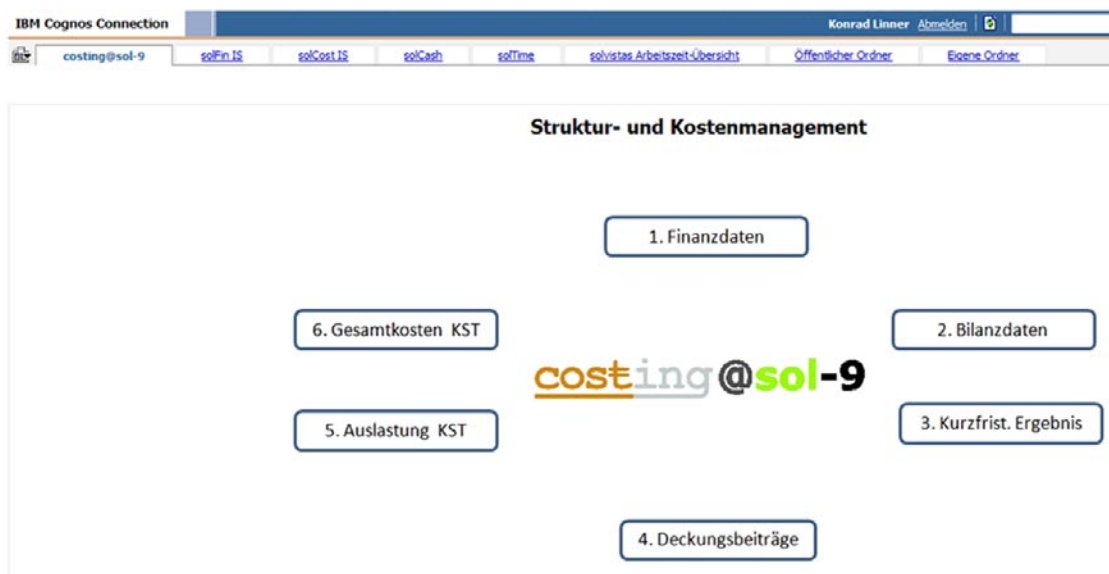 IBM Cognos Connection Konrad Linner Abmelden
costing@sol-9 solFin IS solCost IS solCash solTime solvistas Arbeitszeit-Übersicht Öffentlicher Ordner Eigene Ordner
Struktur- und Kostenmanagement
1. Finanzdaten
6. Gesamtkosten KST
2. Bilanzdaten
costing@sol-9
5. Auslastung KST
3. Kurzfrist. Ergebnis
4. Deckungsbeiträge